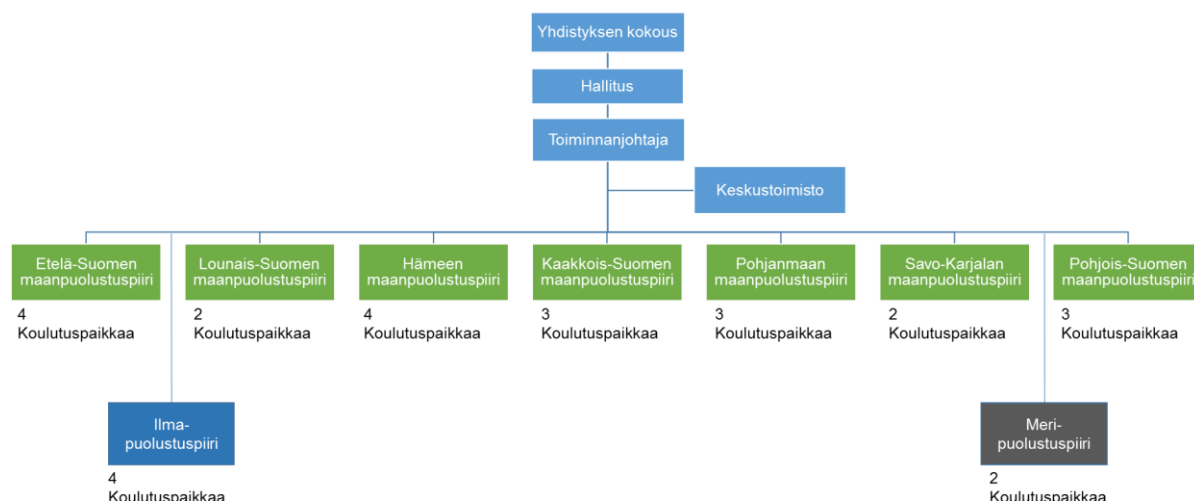 Yhdistyksen kokous
Hallitus
Toiminnanjohtaja
Keskustoimisto
Etelä-Suomen
maanpuolustuspiiri
4
Koulutuspaikkaa
Lounais-Suomen
maanpuolustuspiiri
2
Koulutuspaikkaa
Hämeen
maanpuolustuspiiri
4
Koulutuspaikkaa
Kaakkois-Suomen
maanpuolustuspiiri
3
Koulutuspaikkaa
Pohjanmaan
maanpuolustuspiiri
3
Koulutuspaikkaa
Savo-Karjalan
maanpuolustuspiiri
2
Koulutuspaikkaa
Pohjois-Suomen
maanpuolustuspiiri
3
Koulutuspaikkaa
Ilma-
puolustuspiiri
4
Koulutuspaikkaa
Meri-
puolustuspiiri
2
Koulutuspaikkaa